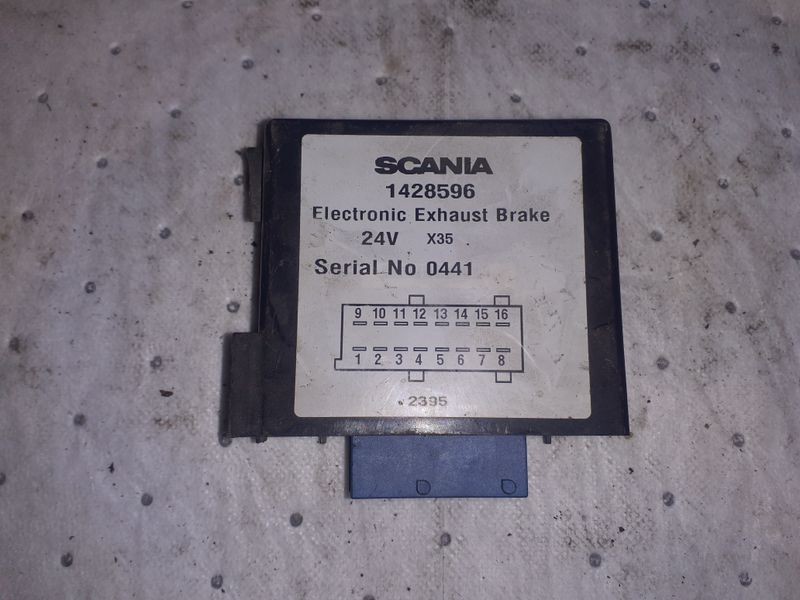 SCANIA
1428596
Electronic Exhaust Brake
24V X35
Serial No 0441
9 10 11 12 13 14 15 16
1 2 3 4 5 6 7 8
2395